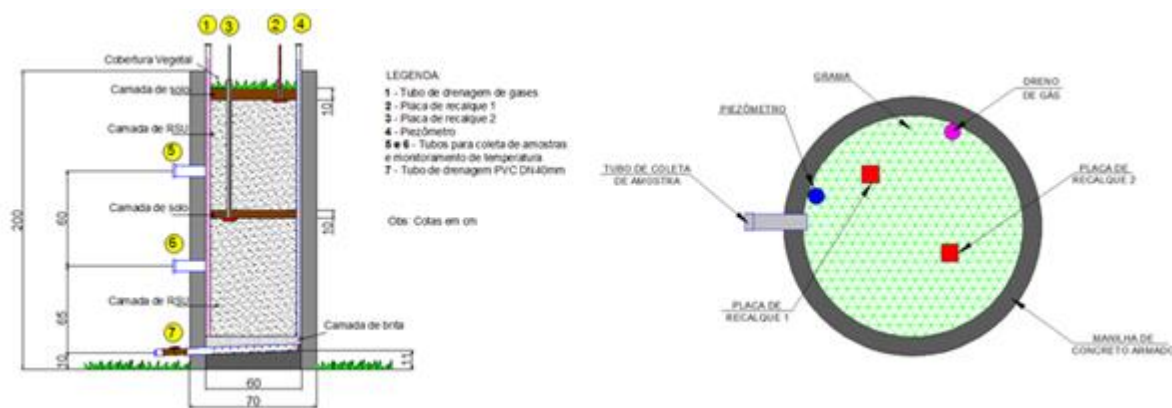 1
3
2
4
Cobertura Vegetal
Camada de solo
10
Camada de RSU
5
200
60
Camada de solo
10
6
Camada de RSU
65
Camada de brita
7
10
11
60
70
LEGENDA:
1 - Tubo de drenagem de gases
2 - Placa de recalque 1
3 - Placa de recalque 2
4 - Piezômetro
5 e 6 - Tubos para coleta de amostras
e monitoramento de temperatura
7 - Tubo de drenagem PVC DN40mm
Obs: Cotas em cm
GRAMA
DRENO
DE GÁS
PIEZÔMETRO
TUBO DE COLETA
DE AMOSTRA
PLACA DE
RECALQUE 2
PLACA DE
RECALQUE 1
MANILHA DE
CONCRETO ARMADO